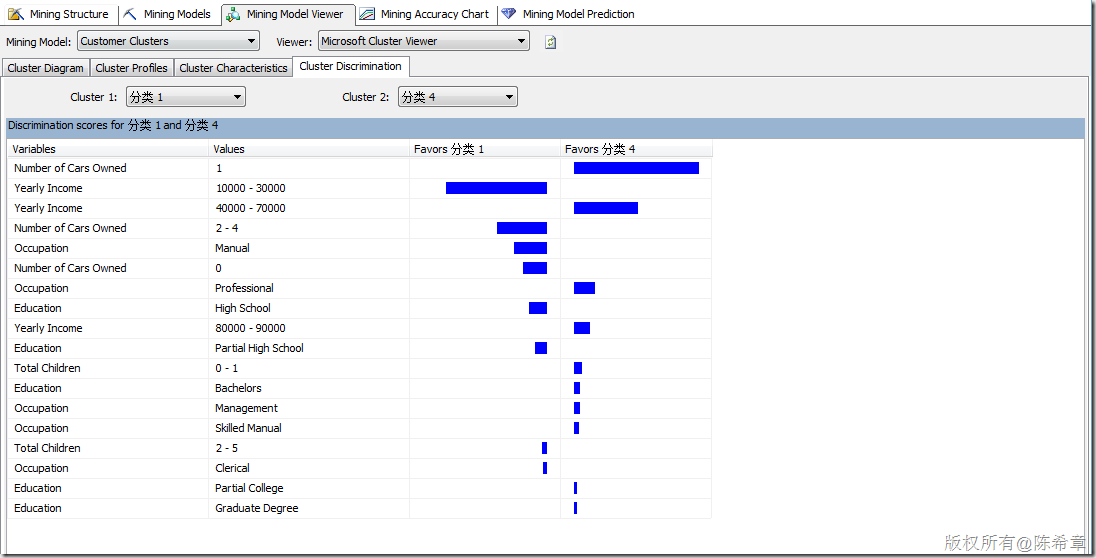 Mining Structure Mining Models Mining Model Viewer Mining Accuracy Chart Mining Model Prediction
Mining Model: Customer Clusters Viewer: Microsoft Cluster Viewer
Cluster Diagram Cluster Profiles Cluster Characteristics Cluster Discrimination
Cluster 1: 分类 1 Cluster 2: 分类 4
Discrimination scores for 分类 1 and 分类 4
Variables Values Favors 分类 1 Favors 分类 4
Number of Cars Owned 1
Yearly Income 10000 - 30000
Yearly Income 40000 - 70000
Number of Cars Owned 2 - 4
Occupation Manual
Number of Cars Owned 0
Occupation Professional
Education High School
Yearly Income 80000 - 90000
Education Partial High School
Total Children 0 - 1
Education Bachelors
Occupation Management
Occupation Skilled Manual
Total Children 2 - 5
Occupation Clerical
Education Partial College
Education Graduate Degree
版权所有@陈希章